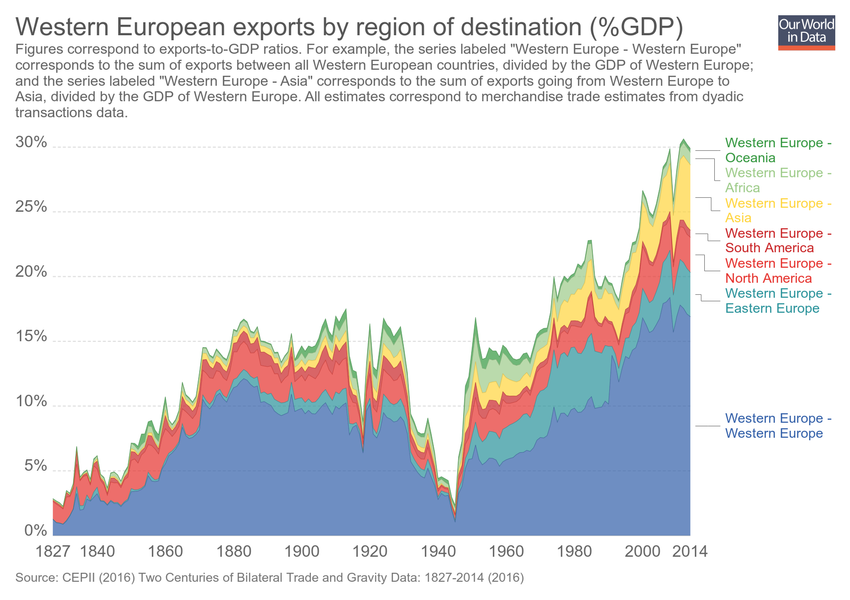 Western European exports by region of destination (%GDP)
Our World
in Data
Figures correspond to exports-to-GDP ratios. For example, the series labeled "Western Europe - Western Europe"
corresponds to the sum of exports between all Western European countries, divided by the GDP of Western Europe;
and the series labeled "Western Europe - Asia" corresponds to the sum of exports going from Western Europe to
Asia, divided by the GDP of Western Europe. All estimates correspond to merchandise trade estimates from dyadic
transactions data.
30%
25%
20%
15%
10%
5%
0%
Western Europe -
Oceania
Western Europe -
Africa
Western Europe -
Asia
Western Europe -
South America
Western Europe -
North America
Western Europe -
Eastern Europe
Western Europe -
Western Europe
1827 1840 1860 1880 1900 1920 1940 1960 1980 2000 2014
Source: CEPII (2016) Two Centuries of Bilateral Trade and Gravity Data: 1827-2014 (2016)